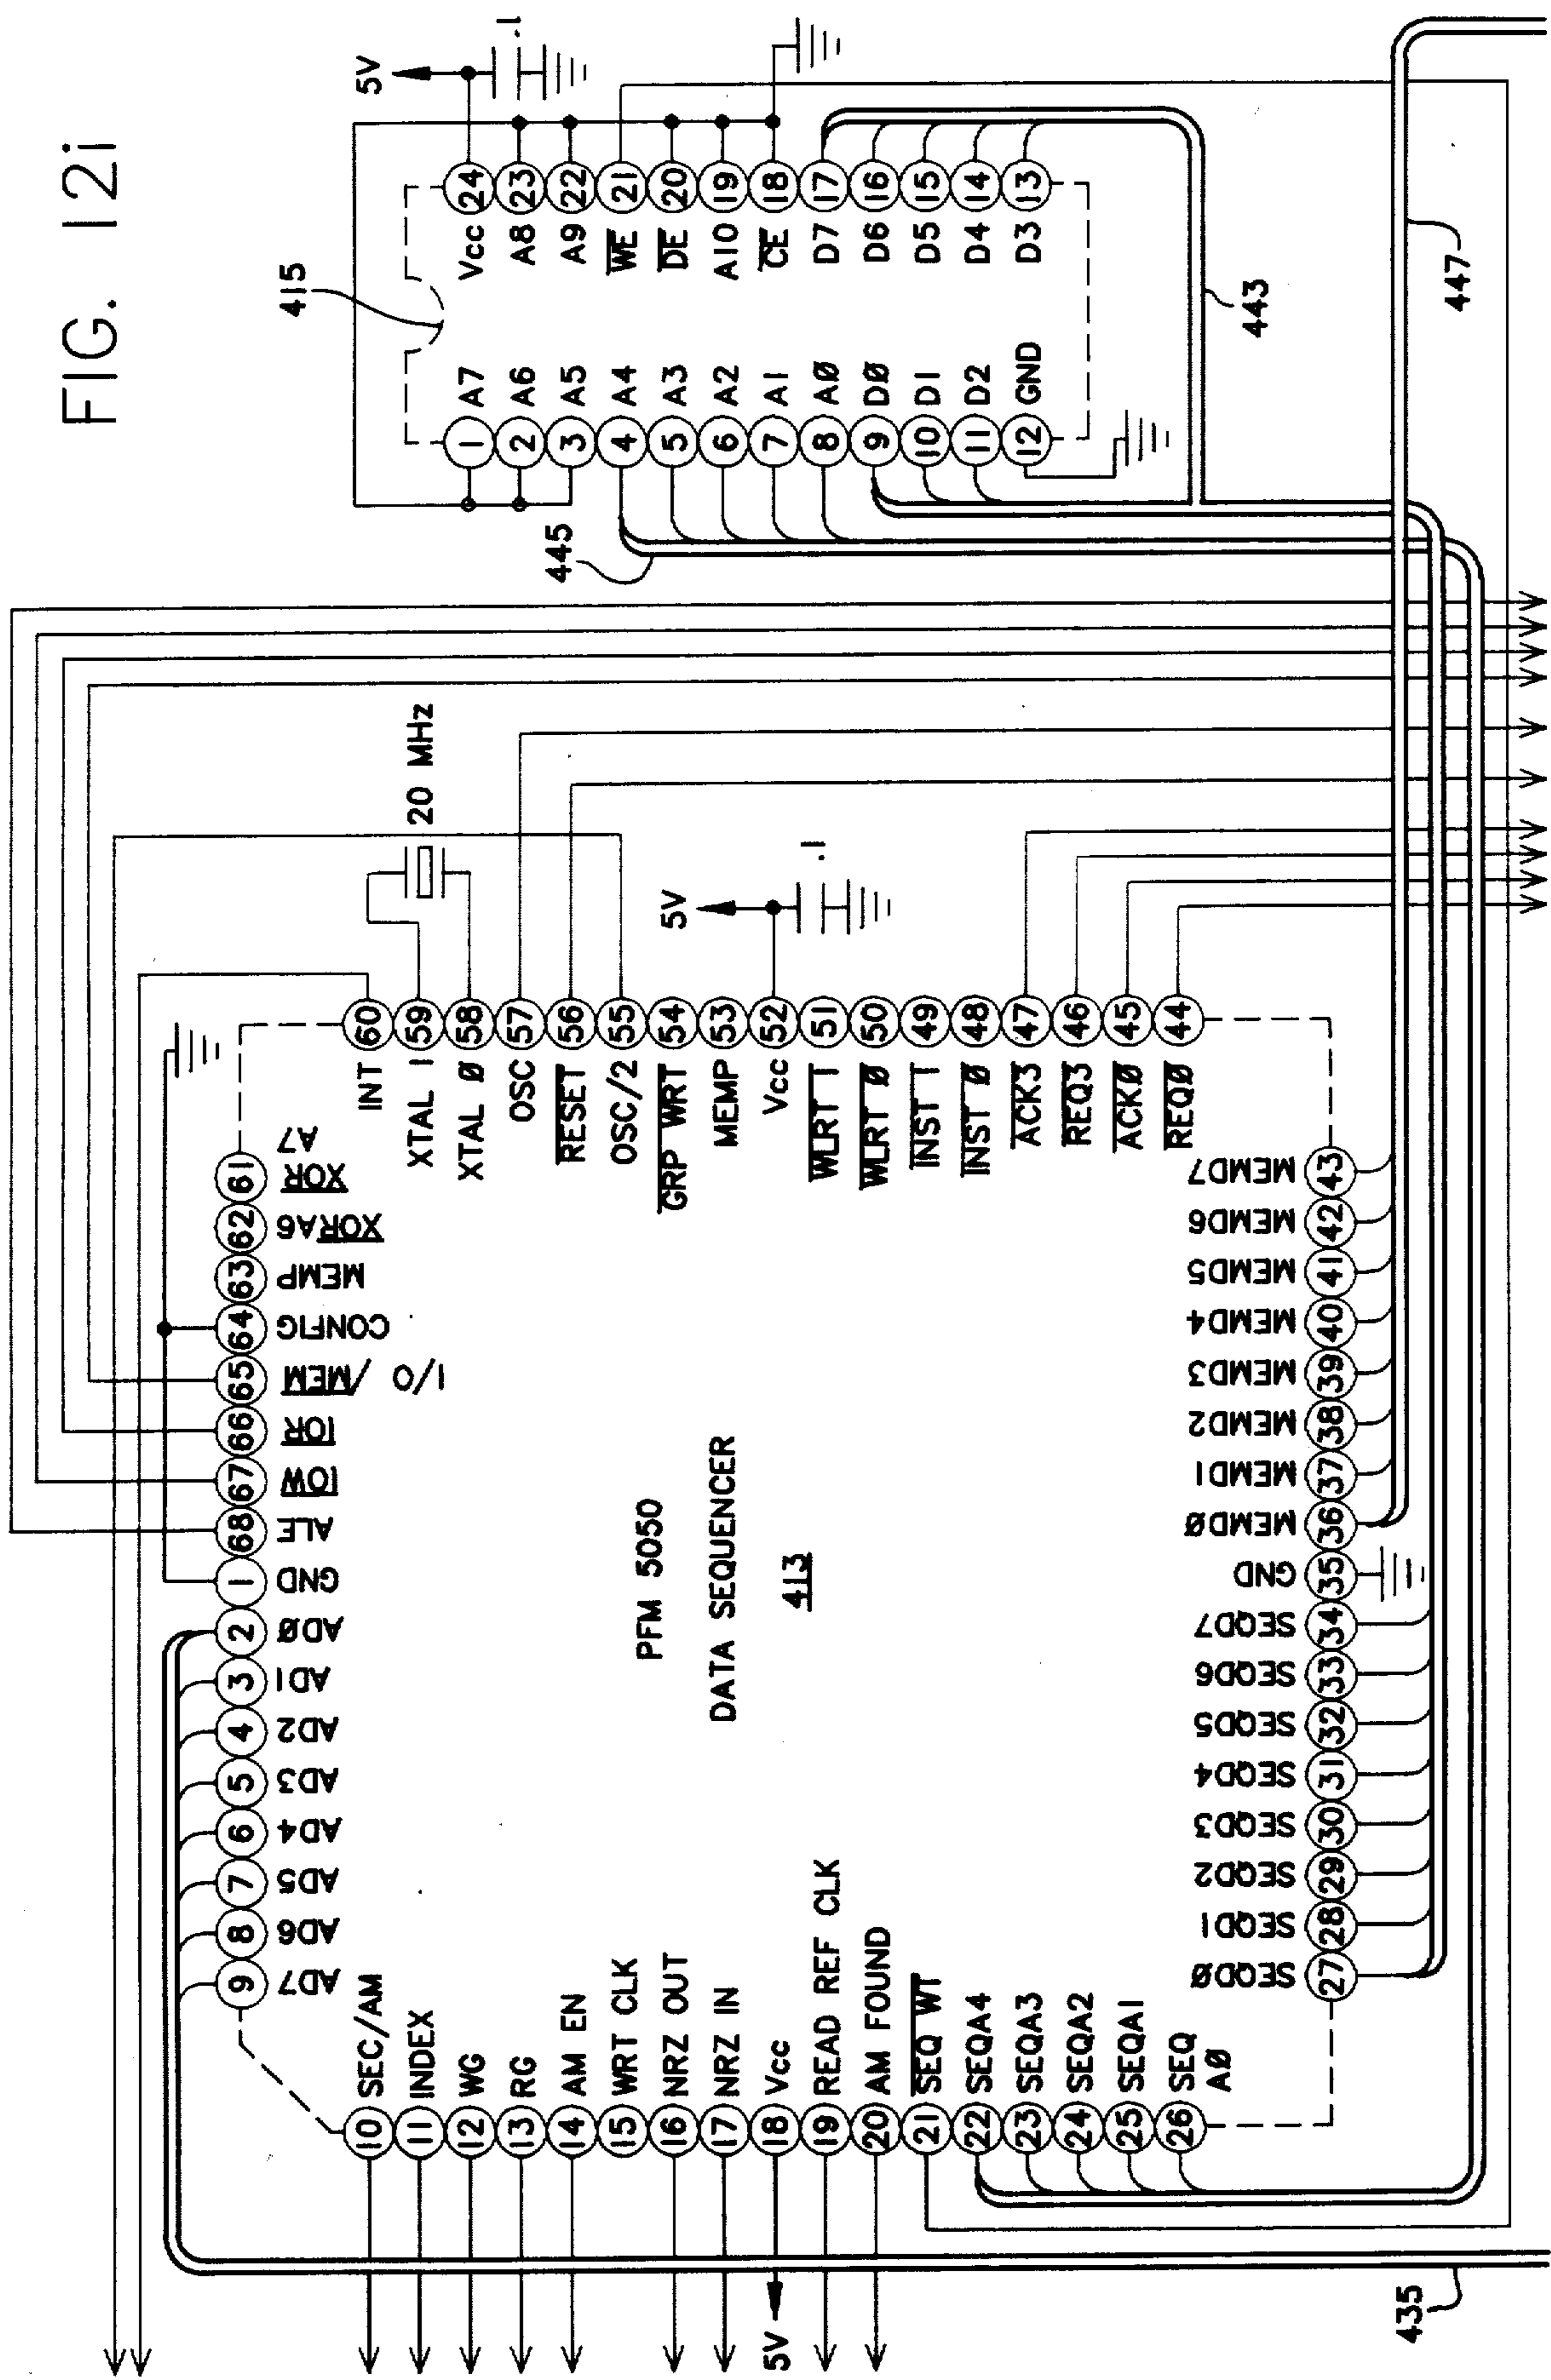 FIG. 12i
415
5V
.1
1 A7
2 A6
3 A5
4 A4
5 A3
6 A2
7 A1
8 AØ
9 DØ
10 D1
11 D2
12 GND
Vcc 24
A8 23
A9 22
WE 21
DE 20
A10 19
CE 18
D7 17
D6 16
D5 15
D4 14
D3 13
445
443
447
20 MHz
5V
.1
INT 60
XTAL 1 59
XTAL Ø 58
OSC 57
RESET 56
OSC/2 55
GRP WRT 54
MEMP 53
Vcc 52
WLRT 1 51
WLRT Ø 50
INST 1 49
INST Ø 48
ACK3 47
REQ3 46
ACKØ 45
REQØ 44
9 AD7
8 AD6
7 AD5
6 AD4
5 AD3
4 AD2
3 AD1
2 ADØ
1 GND
68 ALE
67 IOW
66 IOR
65 I/O /MEM
64 CONFIG
63 MEMP
62 XORA6
61 XOR A7
PFM 5050
DATA SEQUENCER
413
10 SEC/AM
11 INDEX
12 WG
13 RG
14 AM EN
15 WRT CLK
16 NRZ OUT
17 NRZ IN
18 Vcc
5V
19 READ REF CLK
20 AM FOUND
21 SEQ WT
22 SEQA4
23 SEQA3
24 SEQA2
25 SEQA1
26 SEQ AØ
SEQDØ 27
SEQD1 28
SEQD2 29
SEQD3 30
SEQD4 31
SEQD5 32
SEQD6 33
SEQD7 34
GND 35
MEMDØ 36
MEMD1 37
MEMD2 38
MEMD3 39
MEMD4 40
MEMD5 41
MEMD6 42
MEMD7 43
435